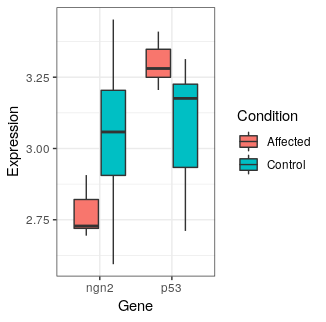 Expression
3.25
3.00
2.75
ngn2 p53
Gene
Condition
Affected
Control